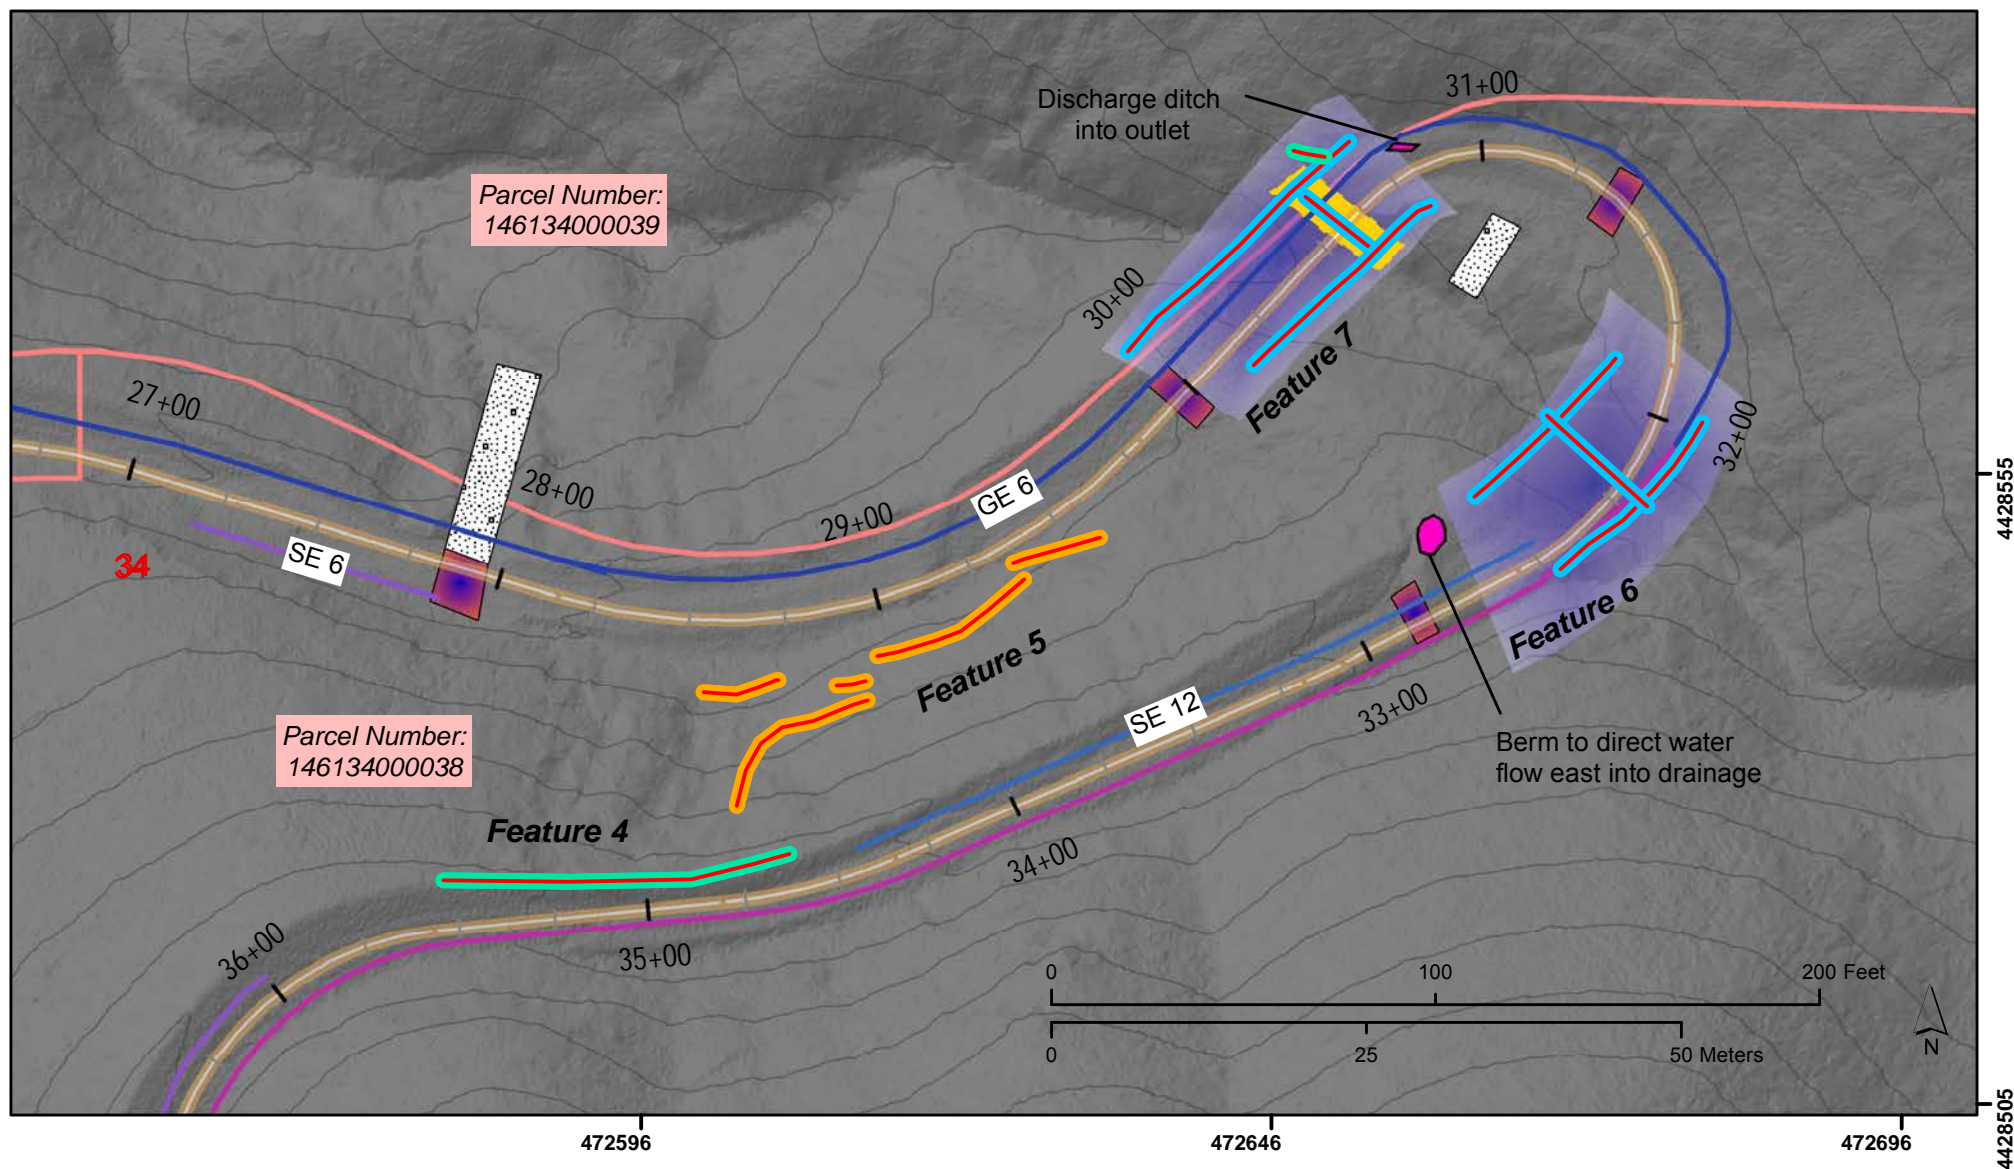 31+00
Discharge ditch
into outlet
Parcel Number:
146134000039
30+00
Feature 7
27+00
32+00
28+00
GE 6
29+00
4428555
SE 6
34
Feature 6
Feature 5
SE 12
33+00
Parcel Number:
146134000038
Berm to direct water
flow east into drainage
Feature 4
34+00
36+00
35+00
0 100 200 Feet
0 25 50 Meters
N
472596 472646 472696
4428505